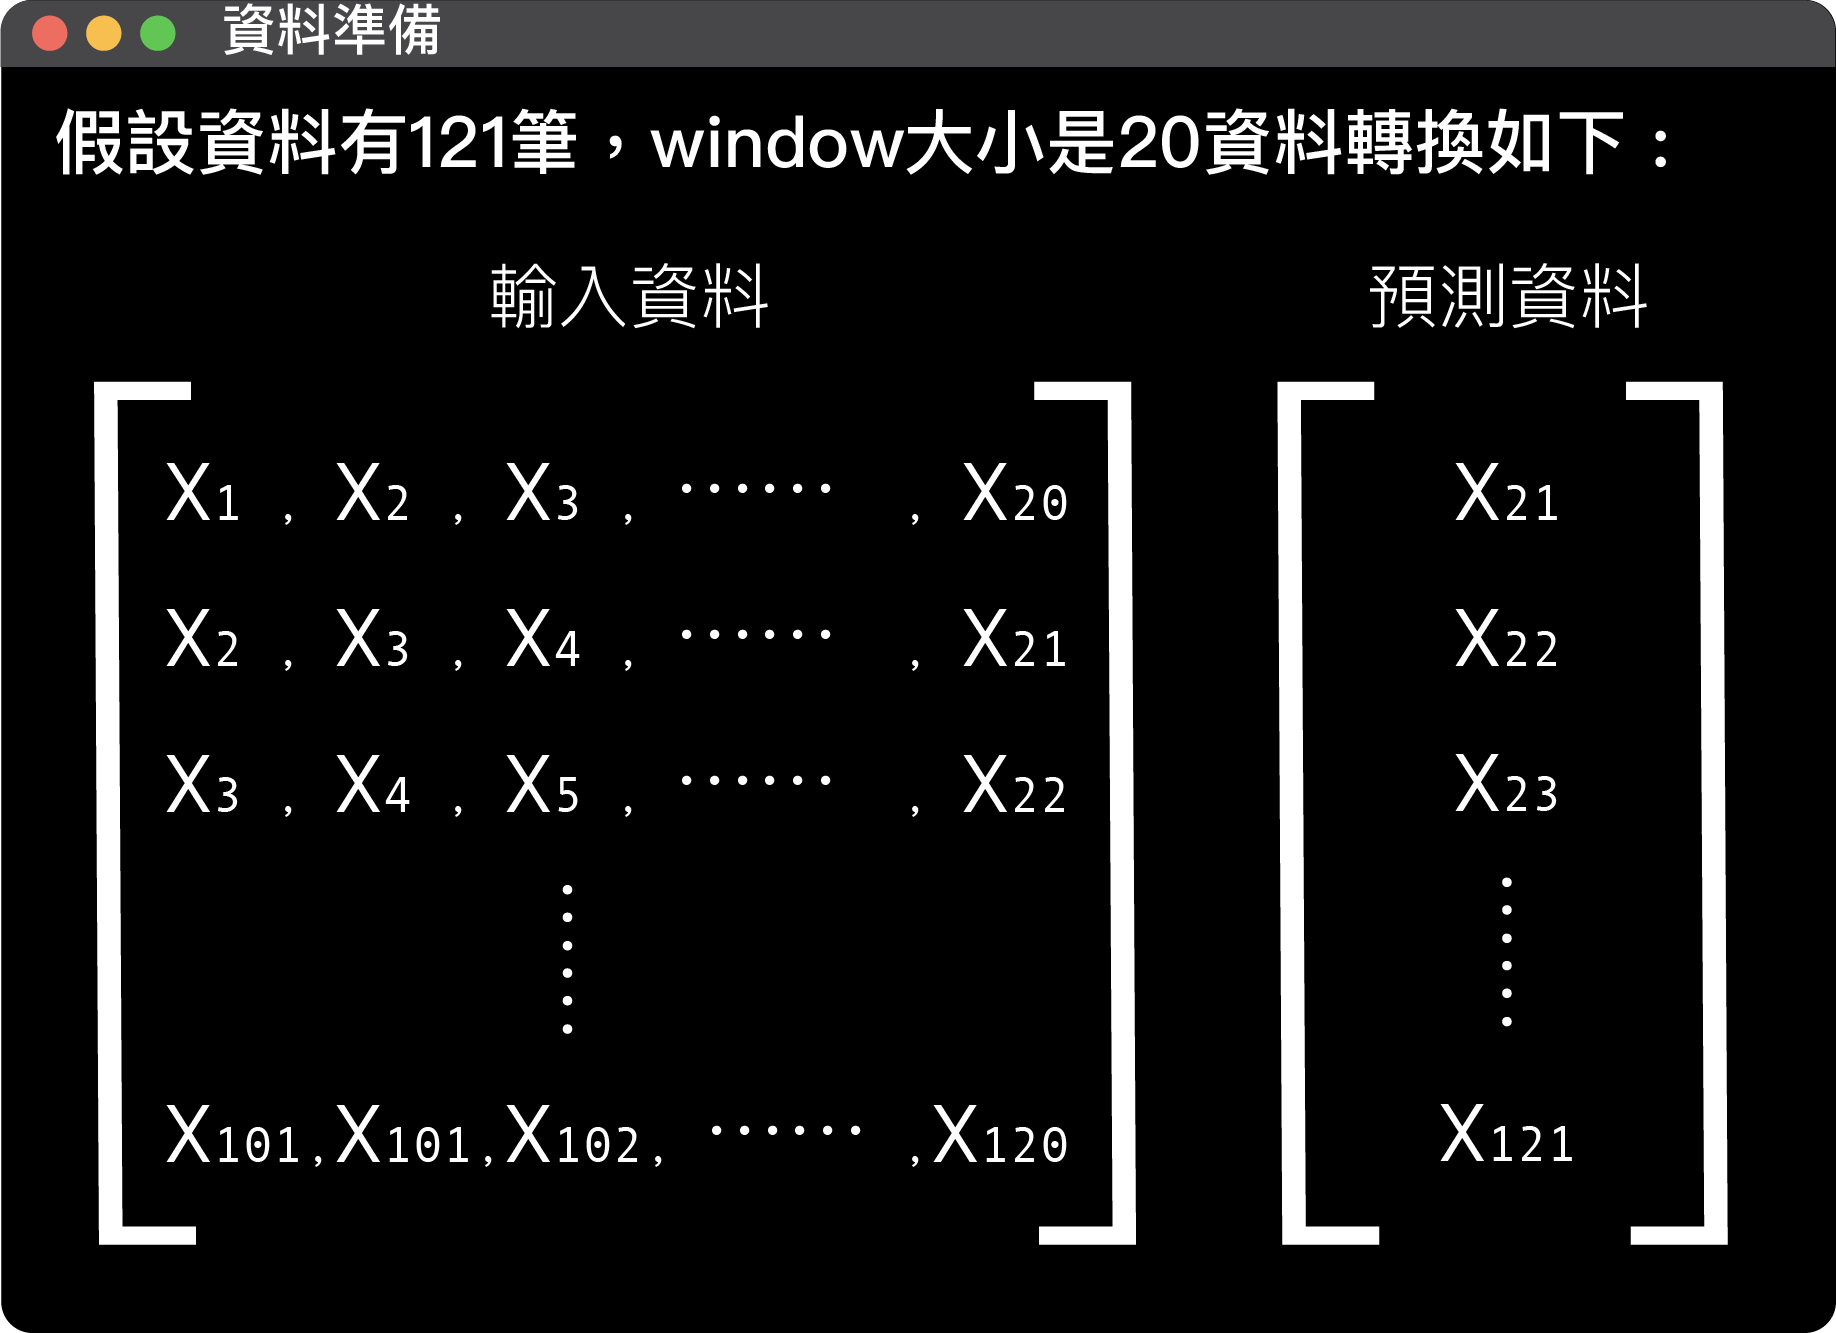 資料準備
假設資料有121筆，window大小是20資料轉換如下：
輸入資料 預測資料
X1 , X2 , X3 , ······ , X20 X21
X2 , X3 , X4 , ······ , X21 X22
X3 , X4 , X5 , ······ , X22 X23
X101,X101,X102, ······ ,X120 X121